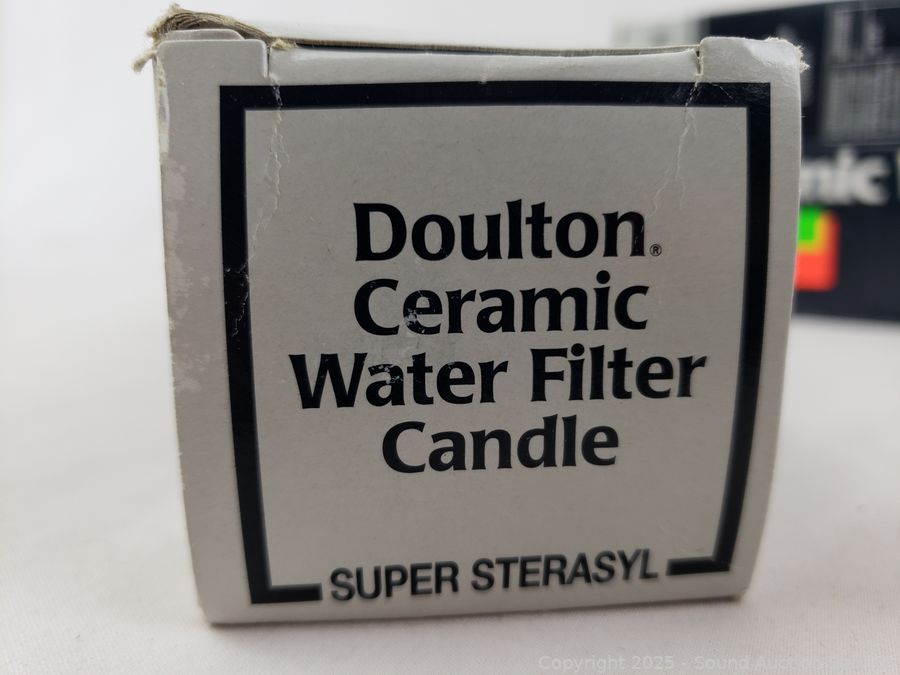 Doulton®
Ceramic
Water Filter
Candle
SUPER STERASYL
Copyright 2025 - Sound Auction